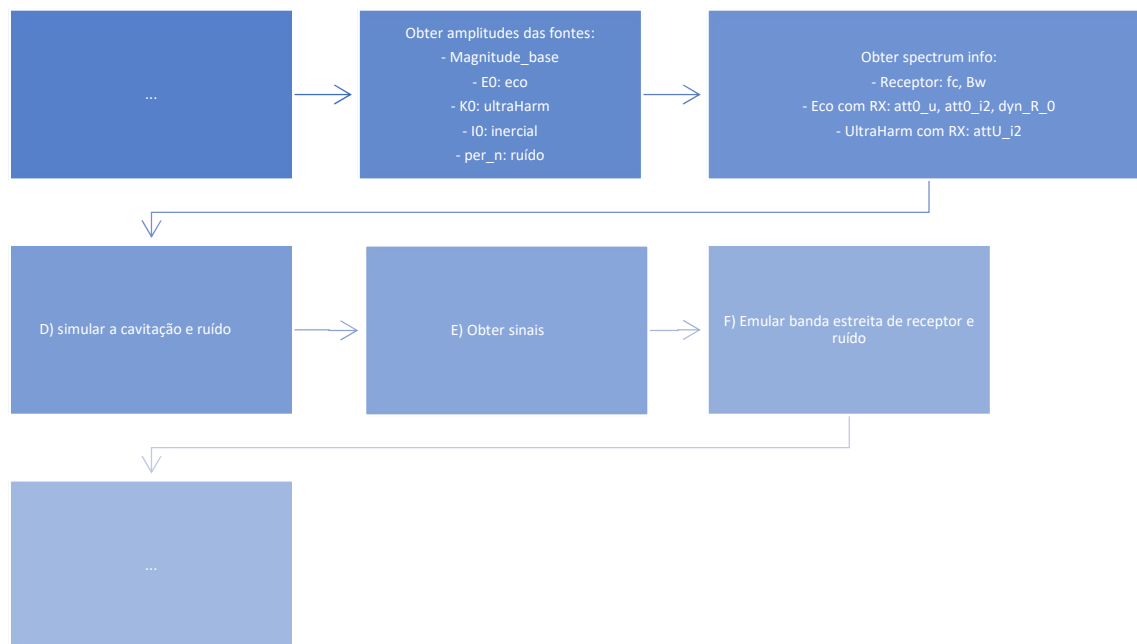 ...
Obter amplitudes das fontes:
- Magnitude_base
- E0: eco
- K0: ultraHarm
- I0: inercial
- per_n: ruído
Obter spectrum info:
- Receptor: fc, Bw
- Eco com RX: att0_u, att0_i2, dyn_R_0
- UltraHarm com RX: attU_i2
D) simular a cavitação e ruído
E) Obter sinais
F) Emular banda estreita de receptor e
ruído
...